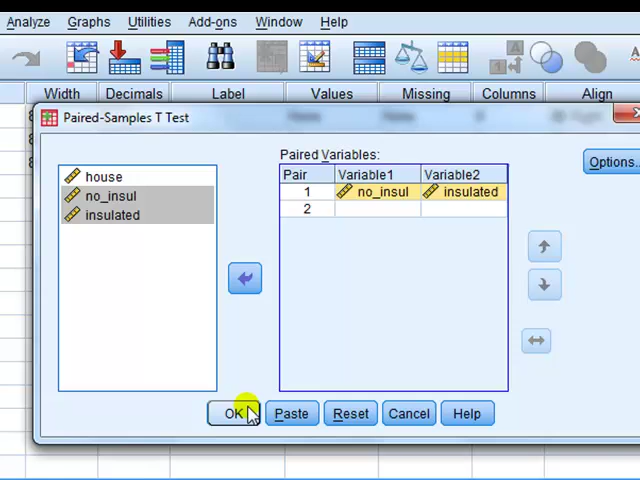 Analyze Graphs Utilities Add-ons Window Help
Width Decimals Label Values Missing Columns Align
Paired-Samples T Test
Paired Variables:
house
no_insul
insulated
Pair Variable1 Variable2
1 no_insul insulated
2
Options...
OK Paste Reset Cancel Help